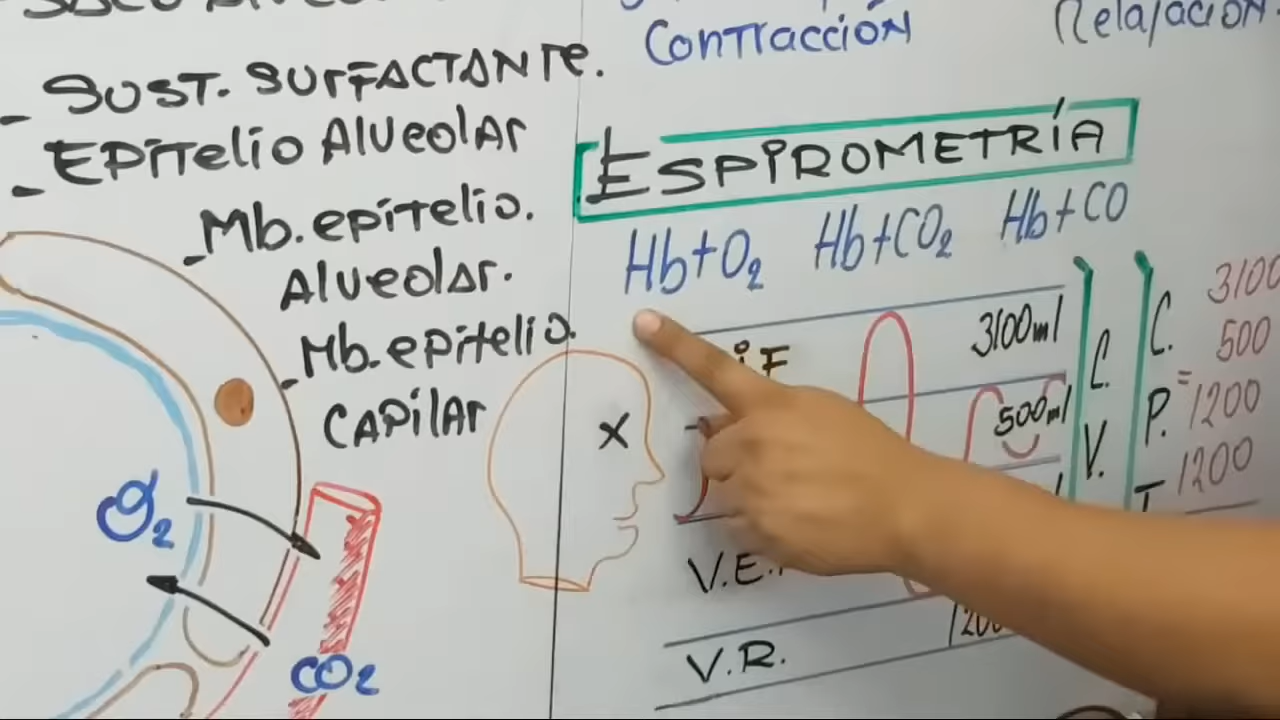 - SUST. SURFACTANTE.
- EPITELIO ALVEOLAR
- Mb. epitelio.
ALVEOLAR.
- Mb. epitelio.
CAPILAR
O2
CO2
Contracción
Relajación
ESPIROMETRÍA
Hb+O2 Hb+CO2 Hb+CO
3100ml
500ml
V.R.
C.
V.
C.
P.
T
3100
500
= 1200
1200
X